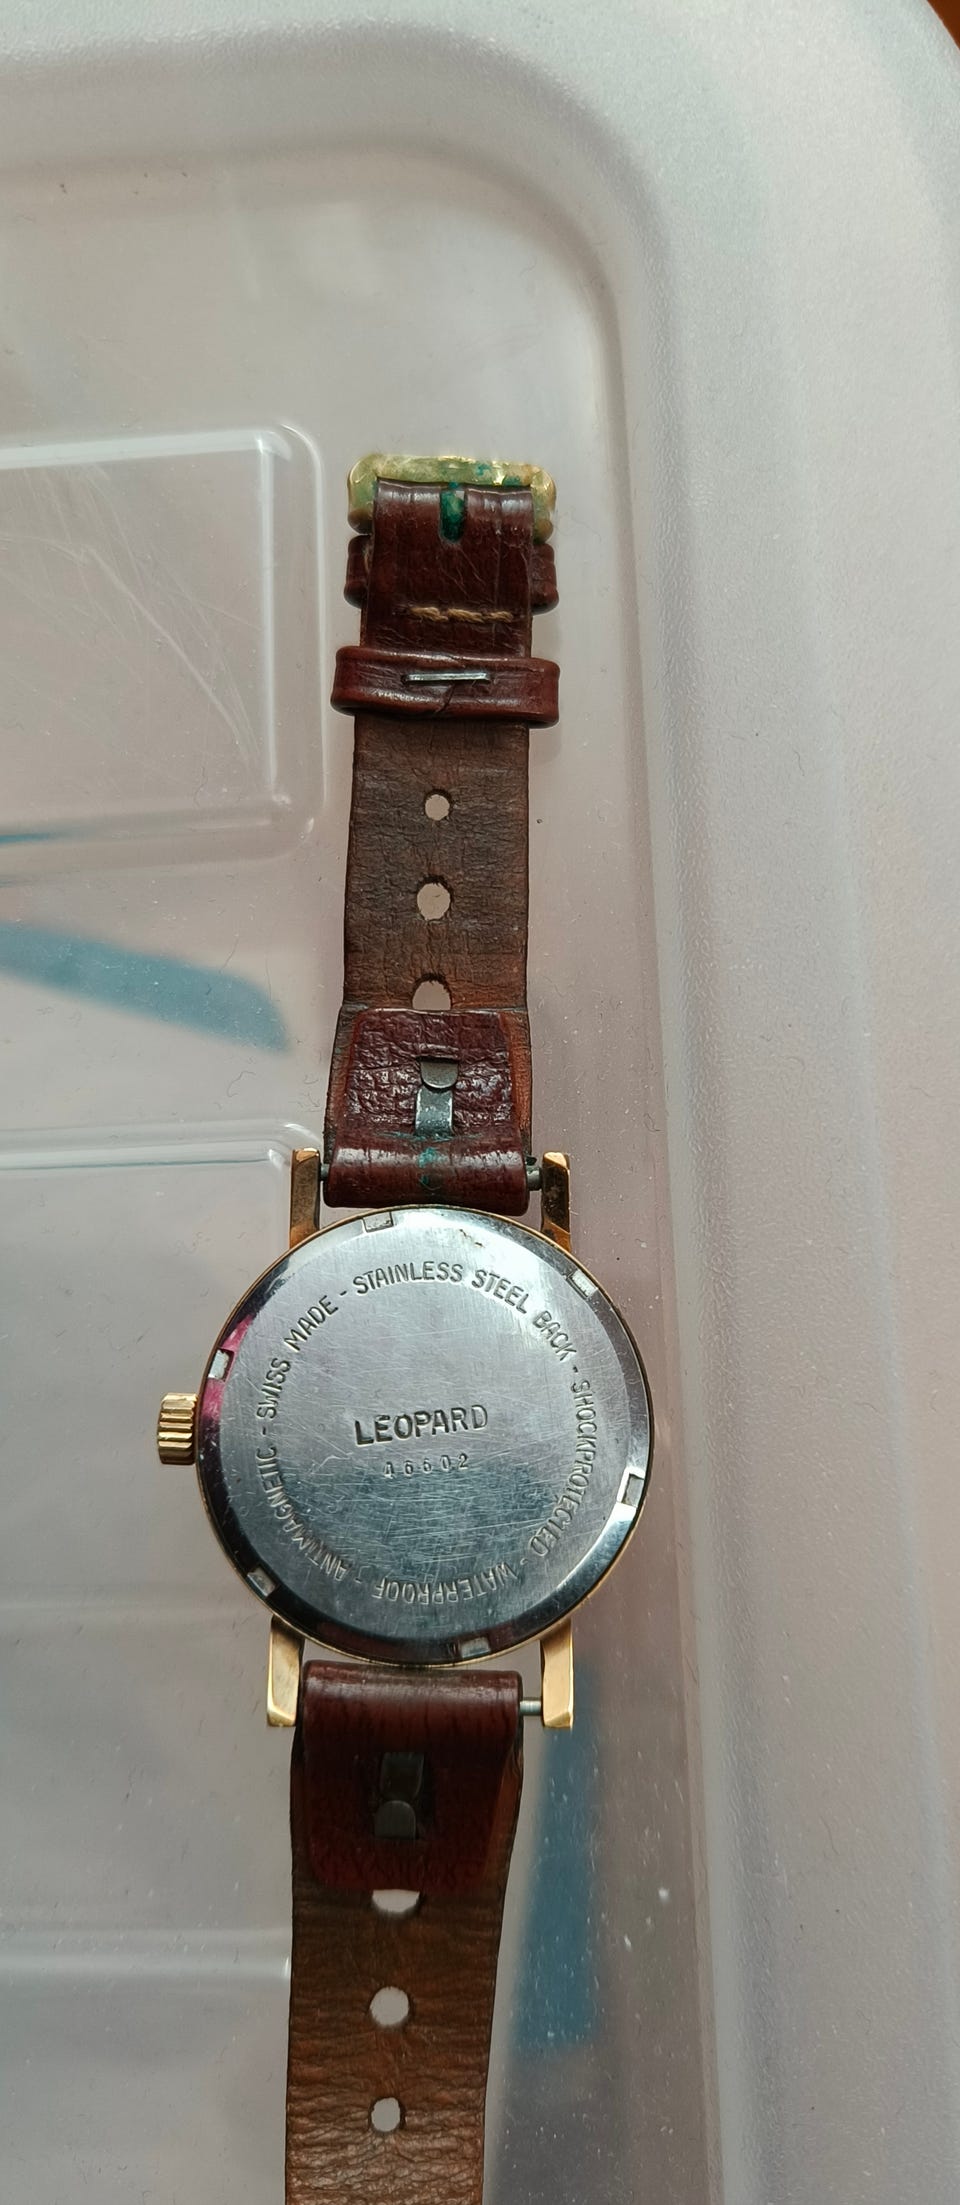 STAINLESS STEEL BACK - SHOCKPROTECTED - WATERPROOF - ANTIMAGNETIC - SWISS MADE -
LEOPARD
46602